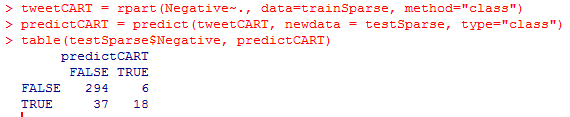 > tweetCART = rpart(Negative~., data=trainSparse, method="class")
> predictCART = predict(tweetCART, newdata = testSparse, type="class")
> table(testSparse$Negative, predictCART)
predictCART
FALSE TRUE
FALSE 294 6
TRUE 37 18